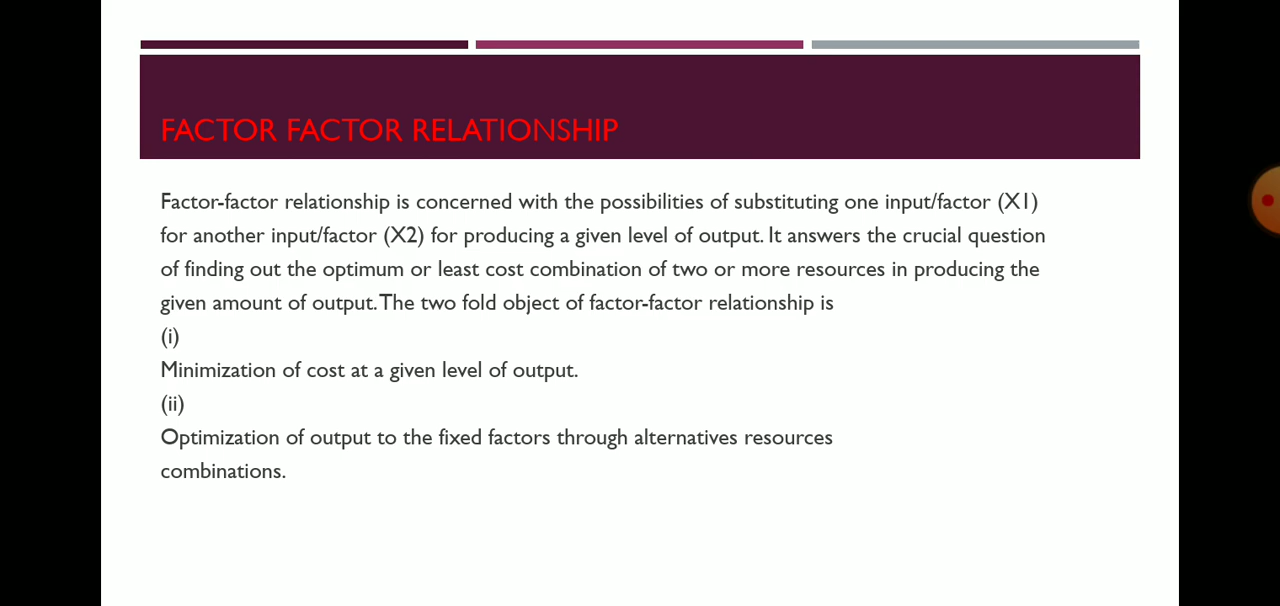 FACTOR FACTOR RELATIONSHIP
Factor-factor relationship is concerned with the possibilities of substituting one input/factor (X1)
for another input/factor (X2) for producing a given level of output. It answers the crucial question
of finding out the optimum or least cost combination of two or more resources in producing the
given amount of output. The two fold object of factor-factor relationship is
(i)
Minimization of cost at a given level of output.
(ii)
Optimization of output to the fixed factors through alternatives resources
combinations.